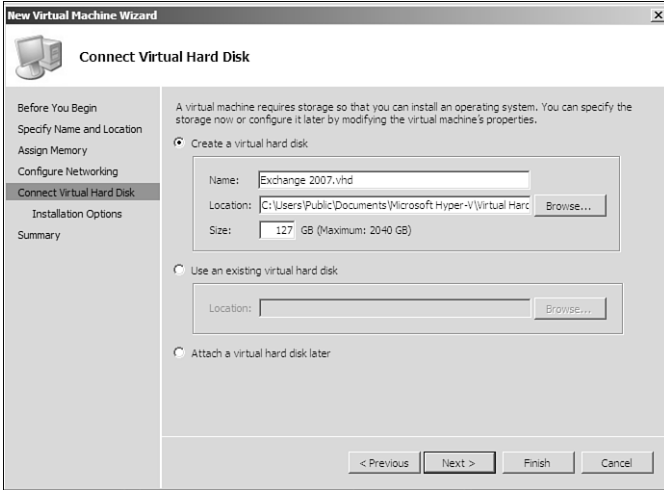 New Virtual Machine Wizard
Connect Virtual Hard Disk
Before You Begin
Specify Name and Location
Assign Memory
Configure Networking
Connect Virtual Hard Disk
Installation Options
Summary
A virtual machine requires storage so that you can install an operating system. You can specify the
storage now or configure it later by modifying the virtual machine's properties.
Create a virtual hard disk
Name: Exchange 2007.vhd
Location: C:\Users\Public\Documents\Microsoft Hyper-V\Virtual Hard Browse...
Size: 127 GB (Maximum: 2040 GB)
Use an existing virtual hard disk
Location: Browse...
Attach a virtual hard disk later
< Previous Next > Finish Cancel